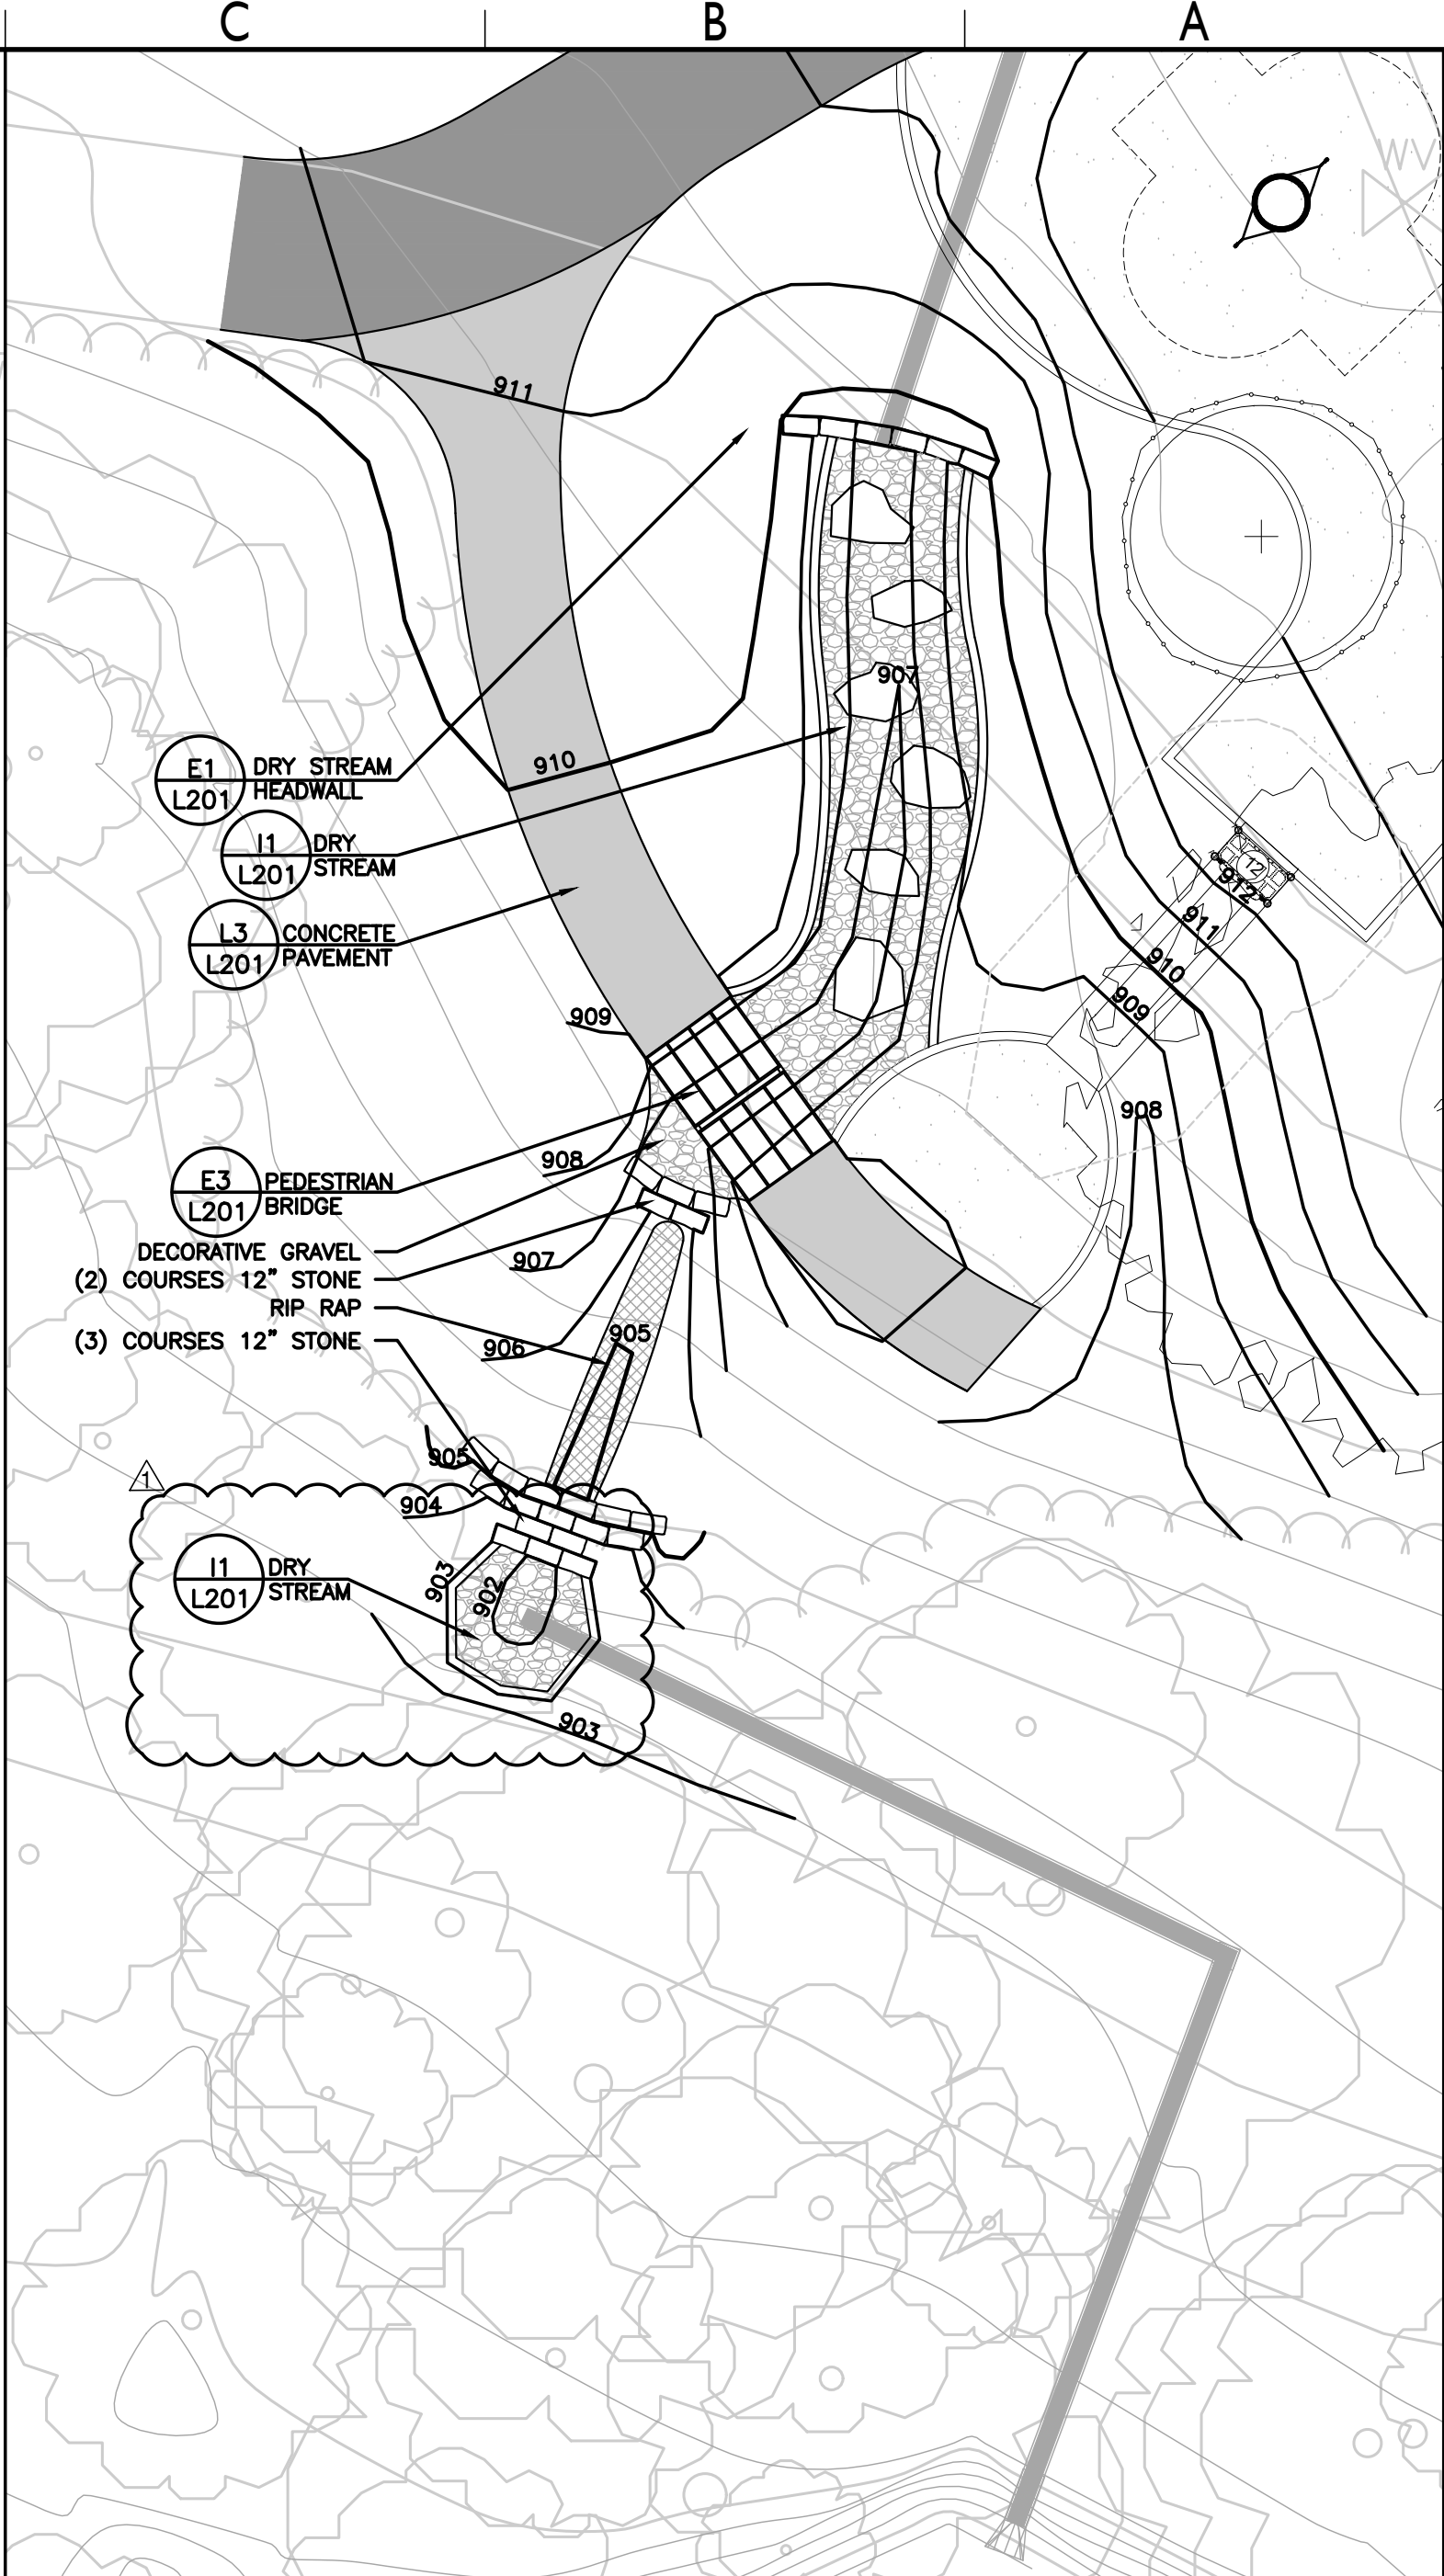 C
B
A
WV
911
907
E1
L201
DRY STREAM
HEADWALL
910
I1
L201
DRY
STREAM
12
912
911
L3
L201
CONCRETE
PAVEMENT
910
909
909
908
908
E3
L201
PEDESTRIAN
BRIDGE
DECORATIVE GRAVEL
907
(2) COURSES 12" STONE
RIP RAP
905
(3) COURSES 12" STONE
906
905
1
904
I1
L201
DRY
STREAM
903
902
903